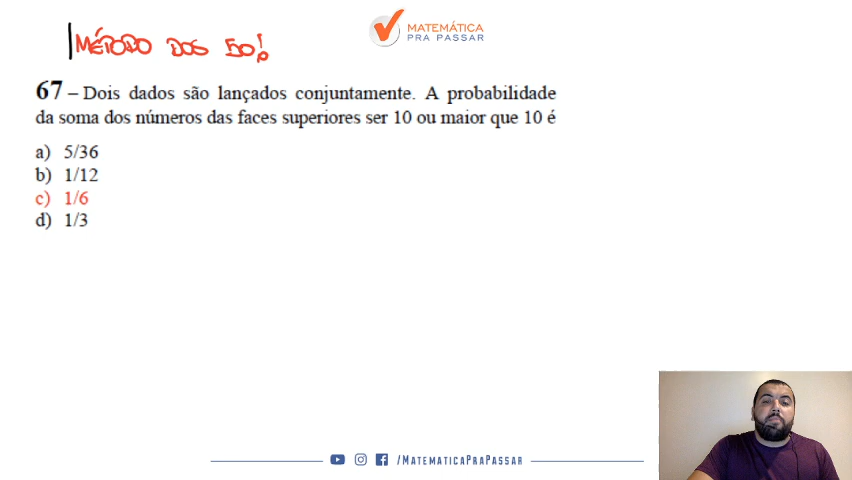 MATEMÁTICA
PRA PASSAR
MÉTODO DOS 50!
67 – Dois dados são lançados conjuntamente. A probabilidade
da soma dos números das faces superiores ser 10 ou maior que 10 é
a) 5/36
b) 1/12
c) 1/6
d) 1/3
/MATEMATICAPRAPASSAR